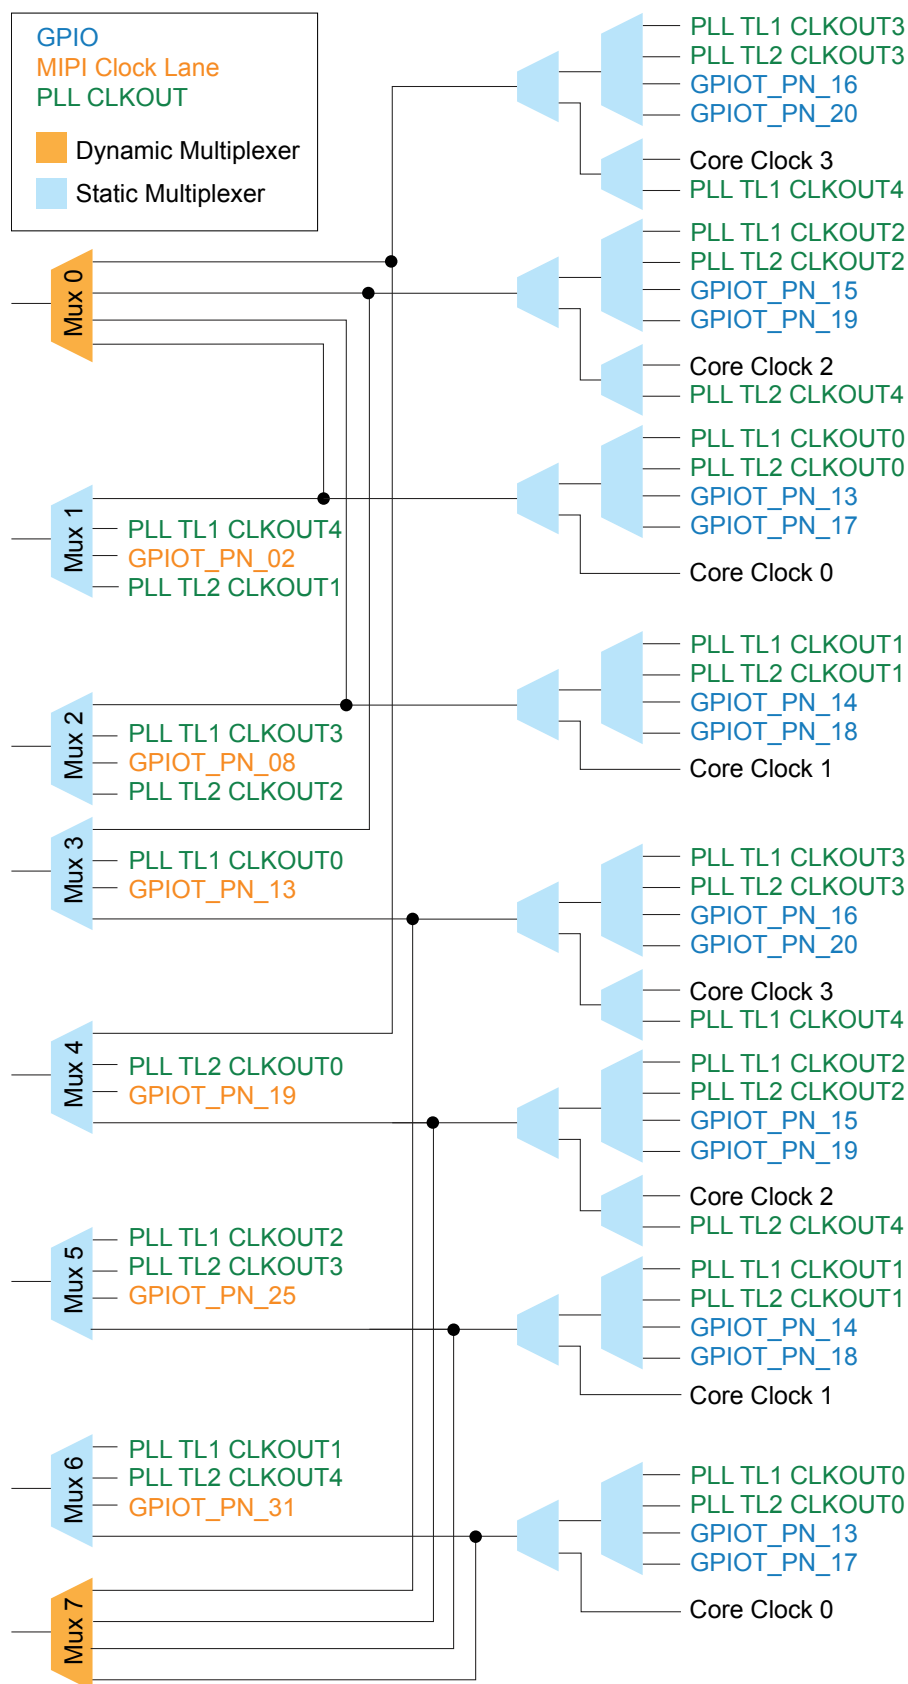 GPIO
MIPI Clock Lane
PLL CLKOUT
Dynamic Multiplexer
Static Multiplexer
Mux 0
Mux 1
PLL TL1 CLKOUT4
GPIOT_PN_02
PLL TL2 CLKOUT1
Mux 2
PLL TL1 CLKOUT3
GPIOT_PN_08
PLL TL2 CLKOUT2
Mux 3
PLL TL1 CLKOUT0
GPIOT_PN_13
Mux 4
PLL TL2 CLKOUT0
GPIOT_PN_19
Mux 5
PLL TL1 CLKOUT2
PLL TL2 CLKOUT3
GPIOT_PN_25
Mux 6
PLL TL1 CLKOUT1
PLL TL2 CLKOUT4
GPIOT_PN_31
Mux 7
PLL TL1 CLKOUT3
PLL TL2 CLKOUT3
GPIOT_PN_16
GPIOT_PN_20
Core Clock 3
PLL TL1 CLKOUT4
PLL TL1 CLKOUT2
PLL TL2 CLKOUT2
GPIOT_PN_15
GPIOT_PN_19
Core Clock 2
PLL TL2 CLKOUT4
PLL TL1 CLKOUT0
PLL TL2 CLKOUT0
GPIOT_PN_13
GPIOT_PN_17
Core Clock 0
PLL TL1 CLKOUT1
PLL TL2 CLKOUT1
GPIOT_PN_14
GPIOT_PN_18
Core Clock 1
PLL TL1 CLKOUT3
PLL TL2 CLKOUT3
GPIOT_PN_16
GPIOT_PN_20
Core Clock 3
PLL TL1 CLKOUT4
PLL TL1 CLKOUT2
PLL TL2 CLKOUT2
GPIOT_PN_15
GPIOT_PN_19
Core Clock 2
PLL TL2 CLKOUT4
PLL TL1 CLKOUT1
PLL TL2 CLKOUT1
GPIOT_PN_14
GPIOT_PN_18
Core Clock 1
PLL TL1 CLKOUT0
PLL TL2 CLKOUT0
GPIOT_PN_13
GPIOT_PN_17
Core Clock 0